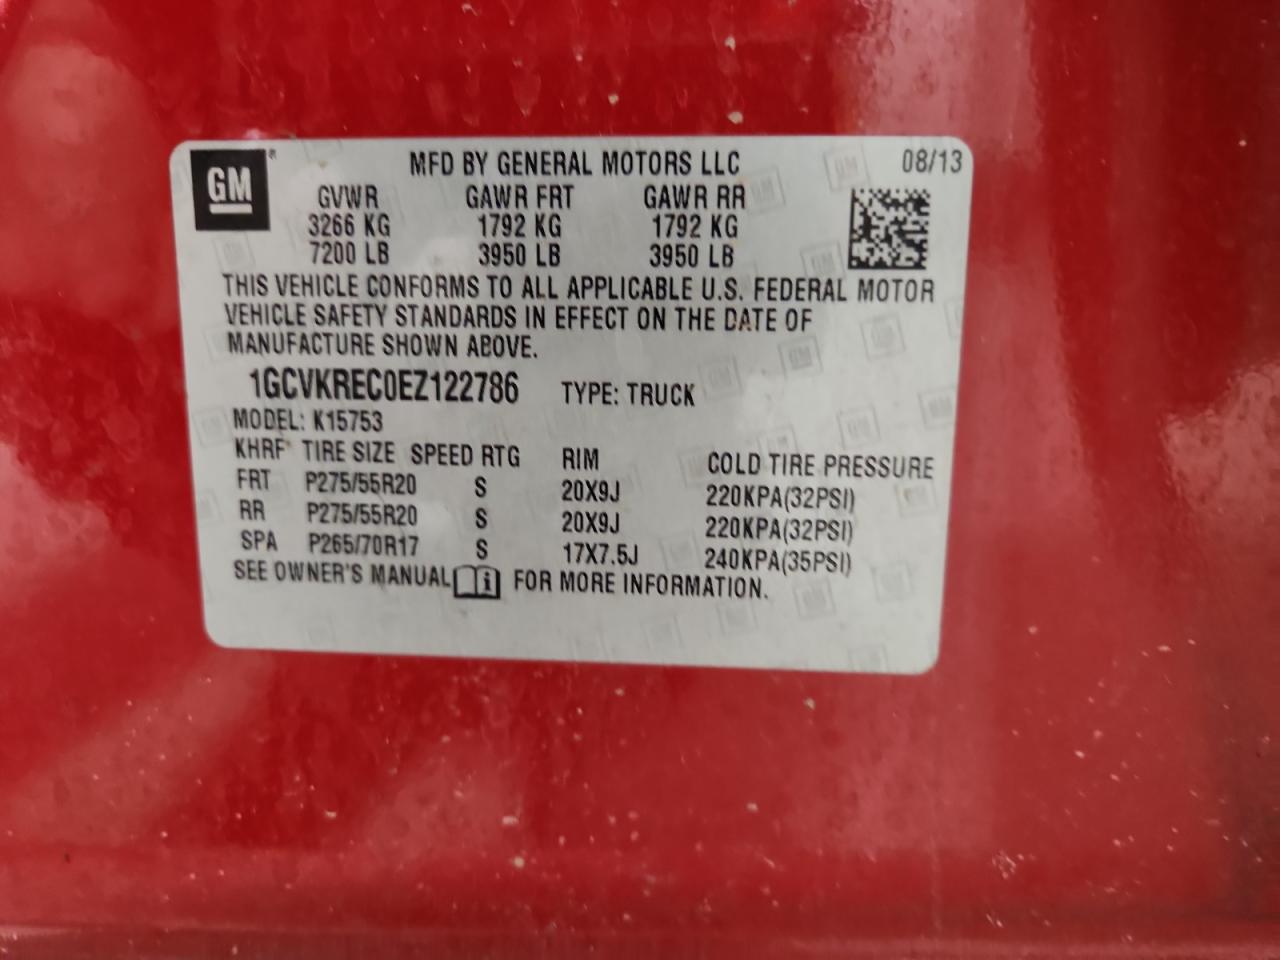 GM
MFD BY GENERAL MOTORS LLC 08/13
GVWR GAWR FRT GAWR RR
3266 KG 1792 KG 1792 KG
7200 LB 3950 LB 3950 LB
THIS VEHICLE CONFORMS TO ALL APPLICABLE U.S. FEDERAL MOTOR
VEHICLE SAFETY STANDARDS IN EFFECT ON THE DATE OF
MANUFACTURE SHOWN ABOVE.
1GCVKREC0EZ122786 TYPE: TRUCK
MODEL: K15753
KHRF TIRE SIZE SPEED RTG RIM COLD TIRE PRESSURE
FRT P275/55R20 S 20X9J 220KPA(32PSI)
RR P275/55R20 S 20X9J 220KPA(32PSI)
SPA P265/70R17 S 17X7.5J 240KPA(35PSI)
SEE OWNER'S MANUAL FOR MORE INFORMATION.